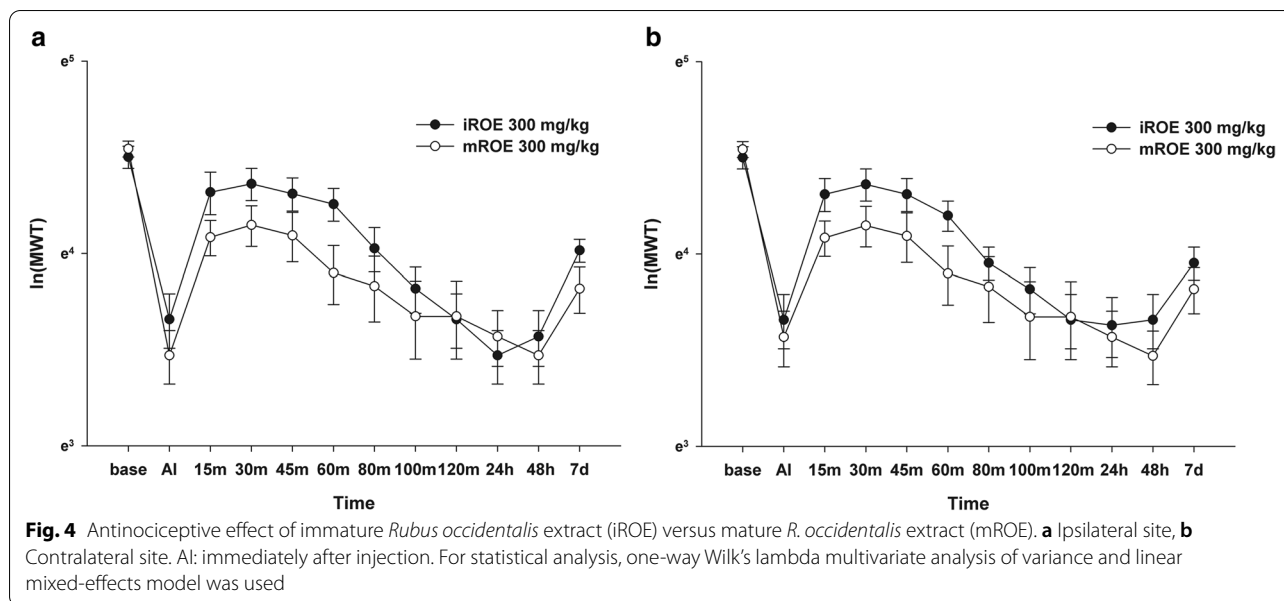 a
e5
ln(MWT)
e4
e3
iROE 300 mg/kg
mROE 300 mg/kg
base AI 15m 30m 45m 60m 80m 100m 120m 24h 48h 7d
Time
b
e5
ln(MWT)
e4
e3
iROE 300 mg/kg
mROE 300 mg/kg
base AI 15m 30m 45m 60m 80m 100m 120m 24h 48h 7d
Time
Fig. 4 Antinociceptive effect of immature Rubus occidentalis extract (iROE) versus mature R. occidentalis extract (mROE). a Ipsilateral site, b
Contralateral site. AI: immediately after injection. For statistical analysis, one-way Wilk’s lambda multivariate analysis of variance and linear
mixed-effects model was used